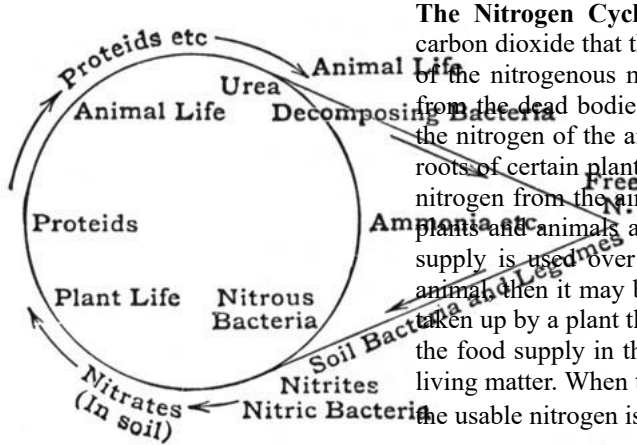 The Nitrogen Cycl
carbon dioxide that t
of the nitrogenous m
from the dead bodie
the nitrogen of the a
roots of certain plant
nitrogen from the air
plants and animals a
supply is used over
animal, then it may b
taken up by a plant th
the food supply in th
living matter. When t
the usable nitrogen is
Proteids etc
Animal Life
Urea
Animal Life
Decomposing Bacteria
Free
N.
Proteids
Ammonia etc.
Plant Life
Nitrous
Bacteria
Soil Bacteria and Legumes
Nitrites
Nitric Bacteria
Nitrates
(In soil)